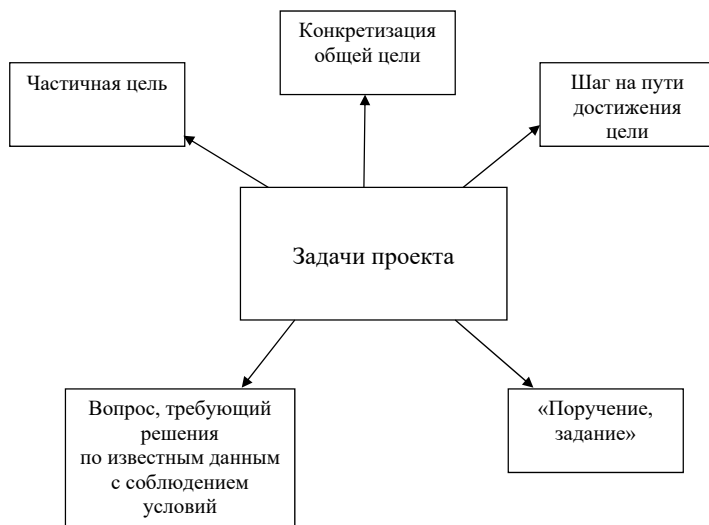 Конкретизация
общей цели
Частичная цель
Шаг на пути
достижения
цели
Задачи проекта
Вопрос, требующий
решения
по известным данным
с соблюдением
условий
«Поручение,
задание»